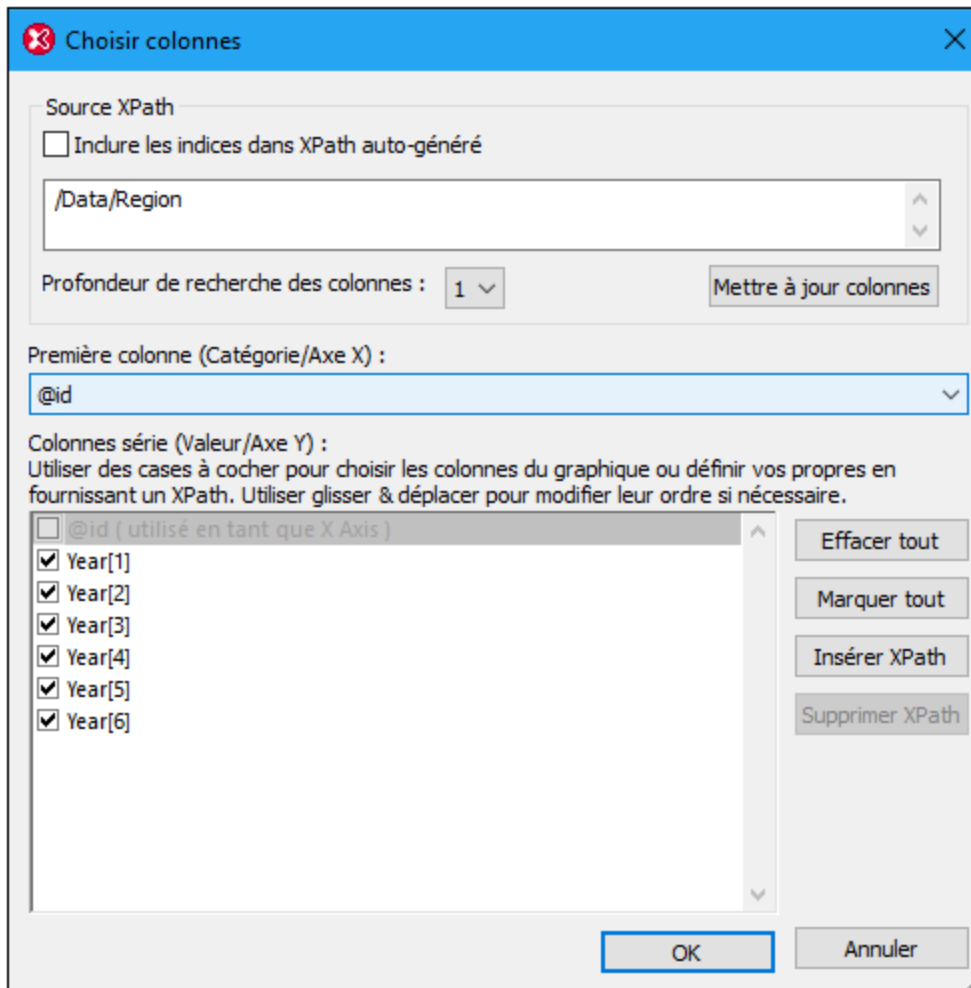 Choisir colonnes
Source XPath
Inclure les indices dans XPath auto-généré
/Data/Region
Profondeur de recherche des colonnes : 1 Mettre à jour colonnes
Première colonne (Catégorie/Axe X) :
@id
Colonnes série (Valeur/Axe Y) :
Utiliser des cases à cocher pour choisir les colonnes du graphique ou définir vos propres en
fournissant un XPath. Utiliser glisser & déplacer pour modifier leur ordre si nécessaire.
@id ( utilisé en tant que X Axis )
Year[1]
Year[2]
Year[3]
Year[4]
Year[5]
Year[6]
Effacer tout
Marquer tout
Insérer XPath
Supprimer XPath
OK Annuler